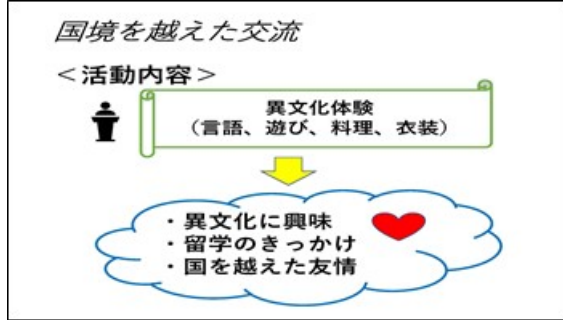 国境を越えた交流
＜活動内容＞
異文化体験
（言語、遊び、料理、衣装）
・異文化に興味
・留学のきっかけ
・国を越えた友情